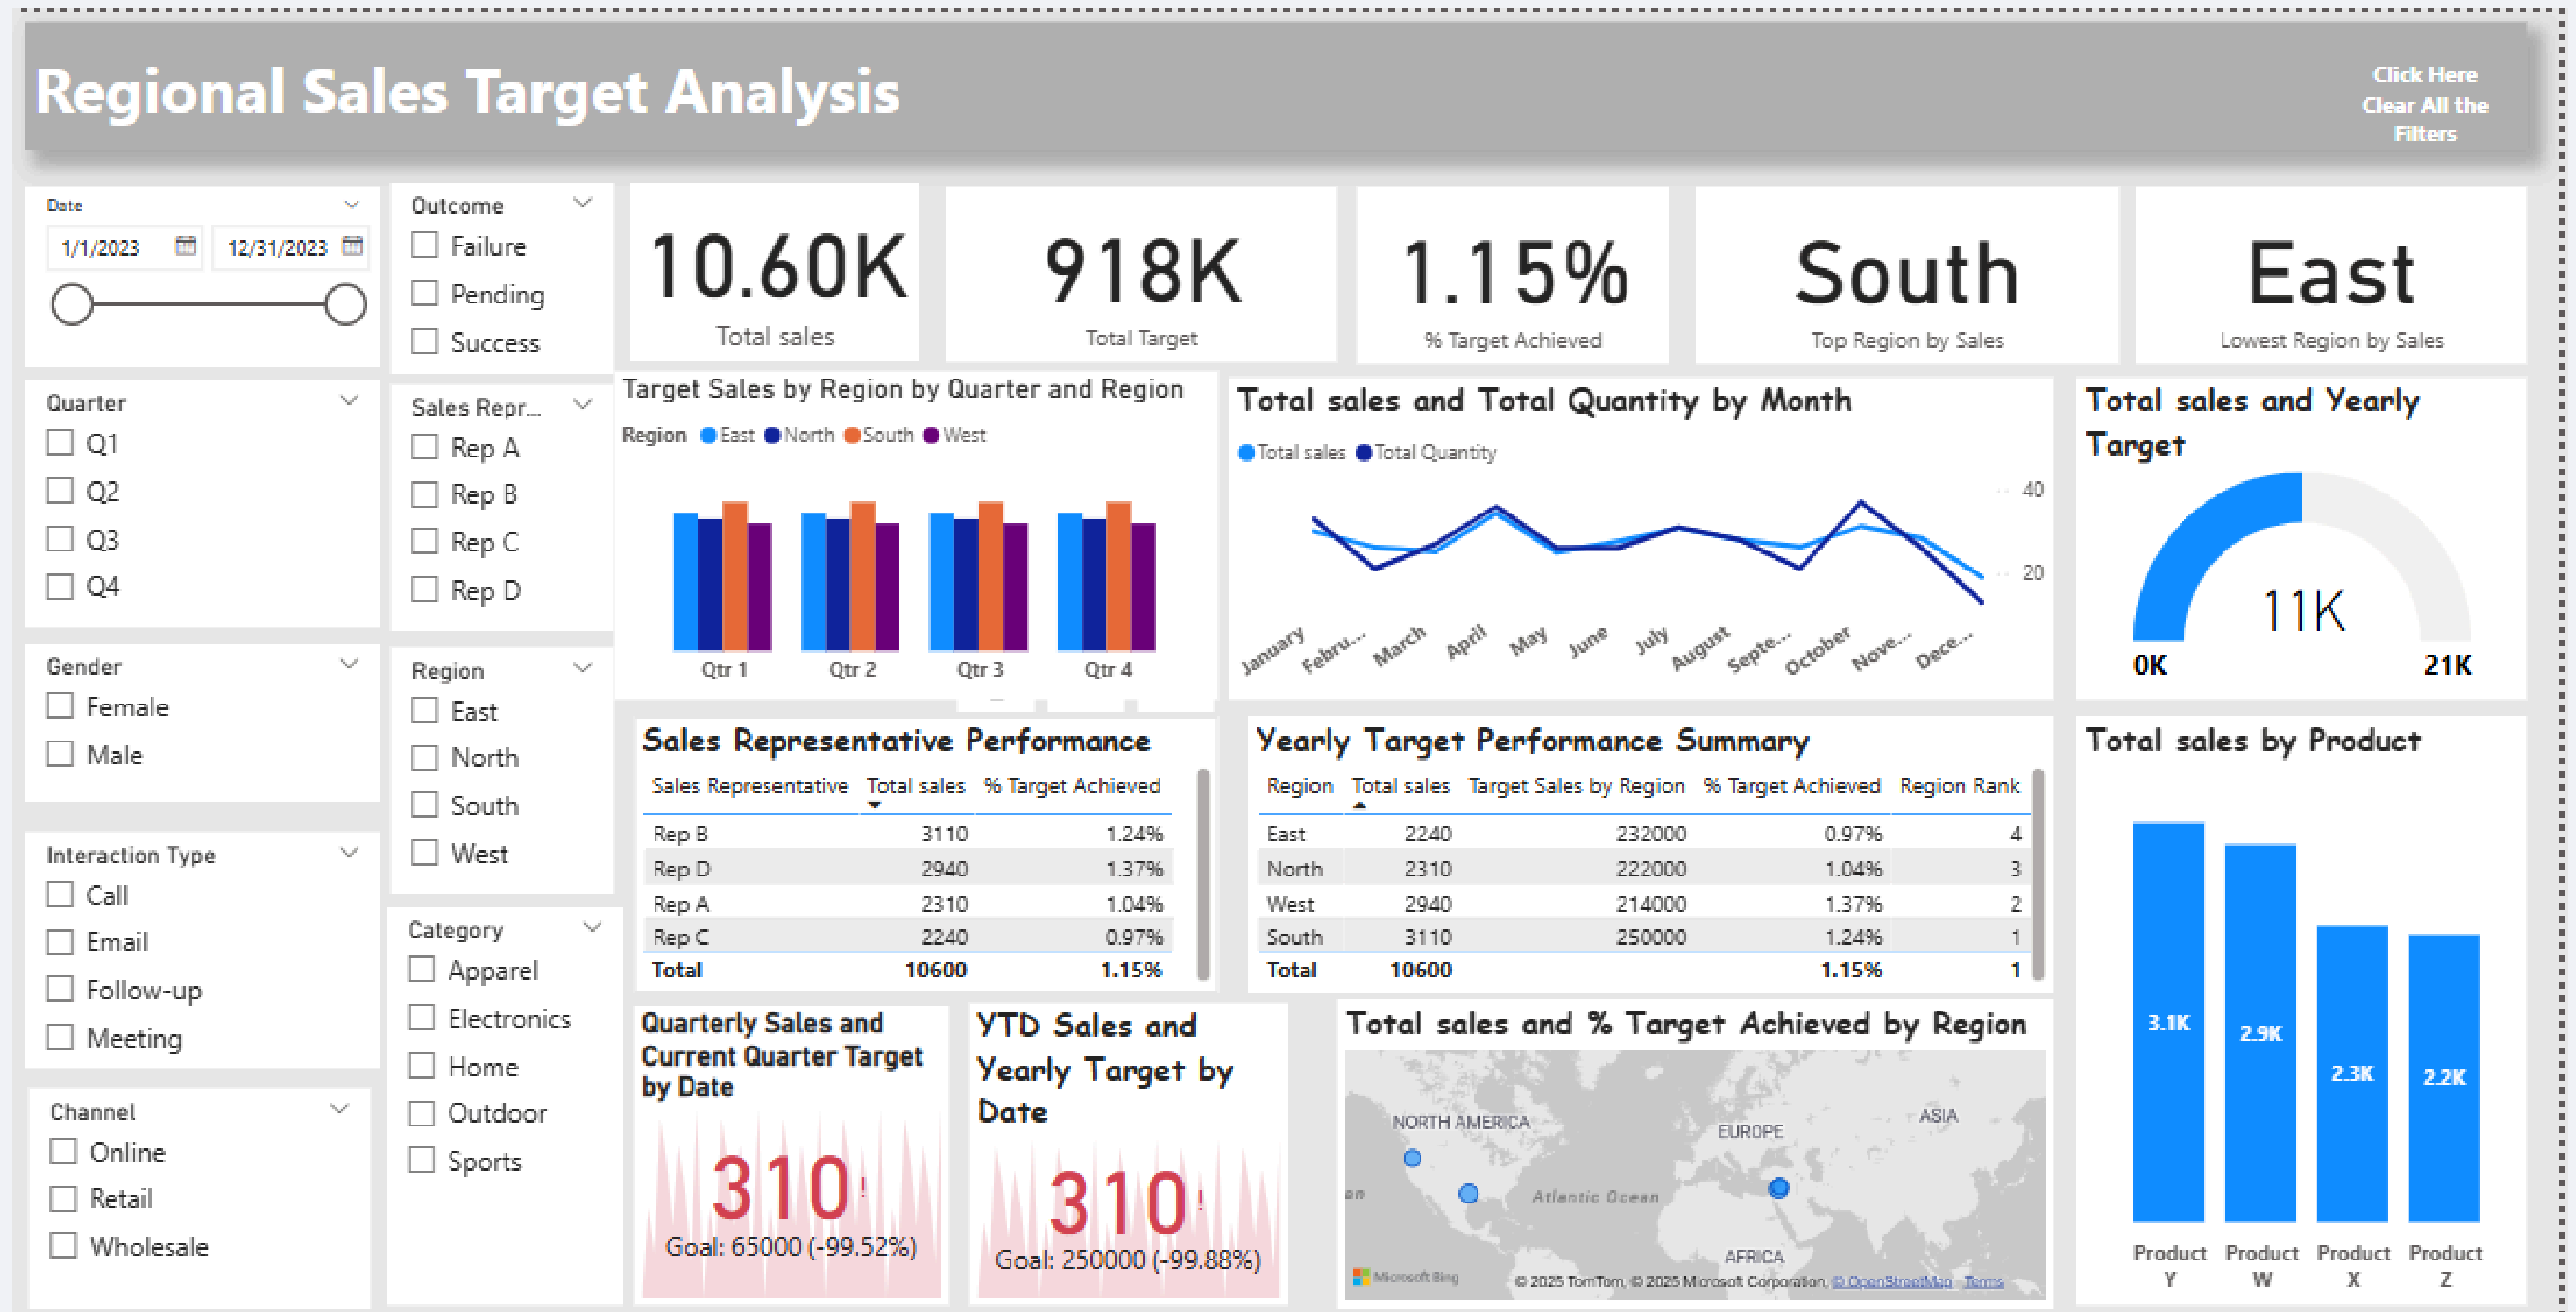 Regional Sales Target Analysis
Click Here
Clear All the
Filters
Date
1/1/2023
12/31/2023
Outcome
Failure
Pending
Success
10.60K
Total sales
918K
Total Target
1.15%
% Target Achieved
South
Top Region by Sales
East
Lowest Region by Sales
Quarter
Q1
Q2
Q3
Q4
Sales Repr...
Rep A
Rep B
Rep C
Rep D
Gender
Female
Male
Region
East
North
South
West
Interaction Type
Call
Email
Follow-up
Meeting
Category
Apparel
Electronics
Home
Outdoor
Sports
Channel
Online
Retail
Wholesale
Target Sales by Region by Quarter and Region
Region East North South West
Qtr 1 Qtr 2 Qtr 3 Qtr 4
Total sales and Total Quantity by Month
Total sales Total Quantity
40
20
January Febru... March April May June July August Septe... October Nove... Dece...
Total sales and Yearly
Target
11K
0K 21K
Sales Representative Performance
Sales Representative Total sales % Target Achieved
Rep B 3110 1.24%
Rep D 2940 1.37%
Rep A 2310 1.04%
Rep C 2240 0.97%
Total 10600 1.15%
Yearly Target Performance Summary
Region Total sales Target Sales by Region % Target Achieved Region Rank
East 2240 232000 0.97% 4
North 2310 222000 1.04% 3
West 2940 214000 1.37% 2
South 3110 250000 1.24% 1
Total 10600 1.15% 1
Total sales by Product
3.1K
2.9K
2.3K
2.2K
Product Product Product Product
Y W X Z
Quarterly Sales and
Current Quarter Target
by Date
310!
Goal: 65000 (-99.52%)
YTD Sales and
Yearly Target by
Date
310!
Goal: 250000 (-99.88%)
Total sales and % Target Achieved by Region
NORTH AMERICA
EUROPE
ASIA
an
Atlantic Ocean
AFRICA
Microsoft Bing
© 2025 TomTom, © 2025 Microsoft Corporation, © OpenStreetMap Terms